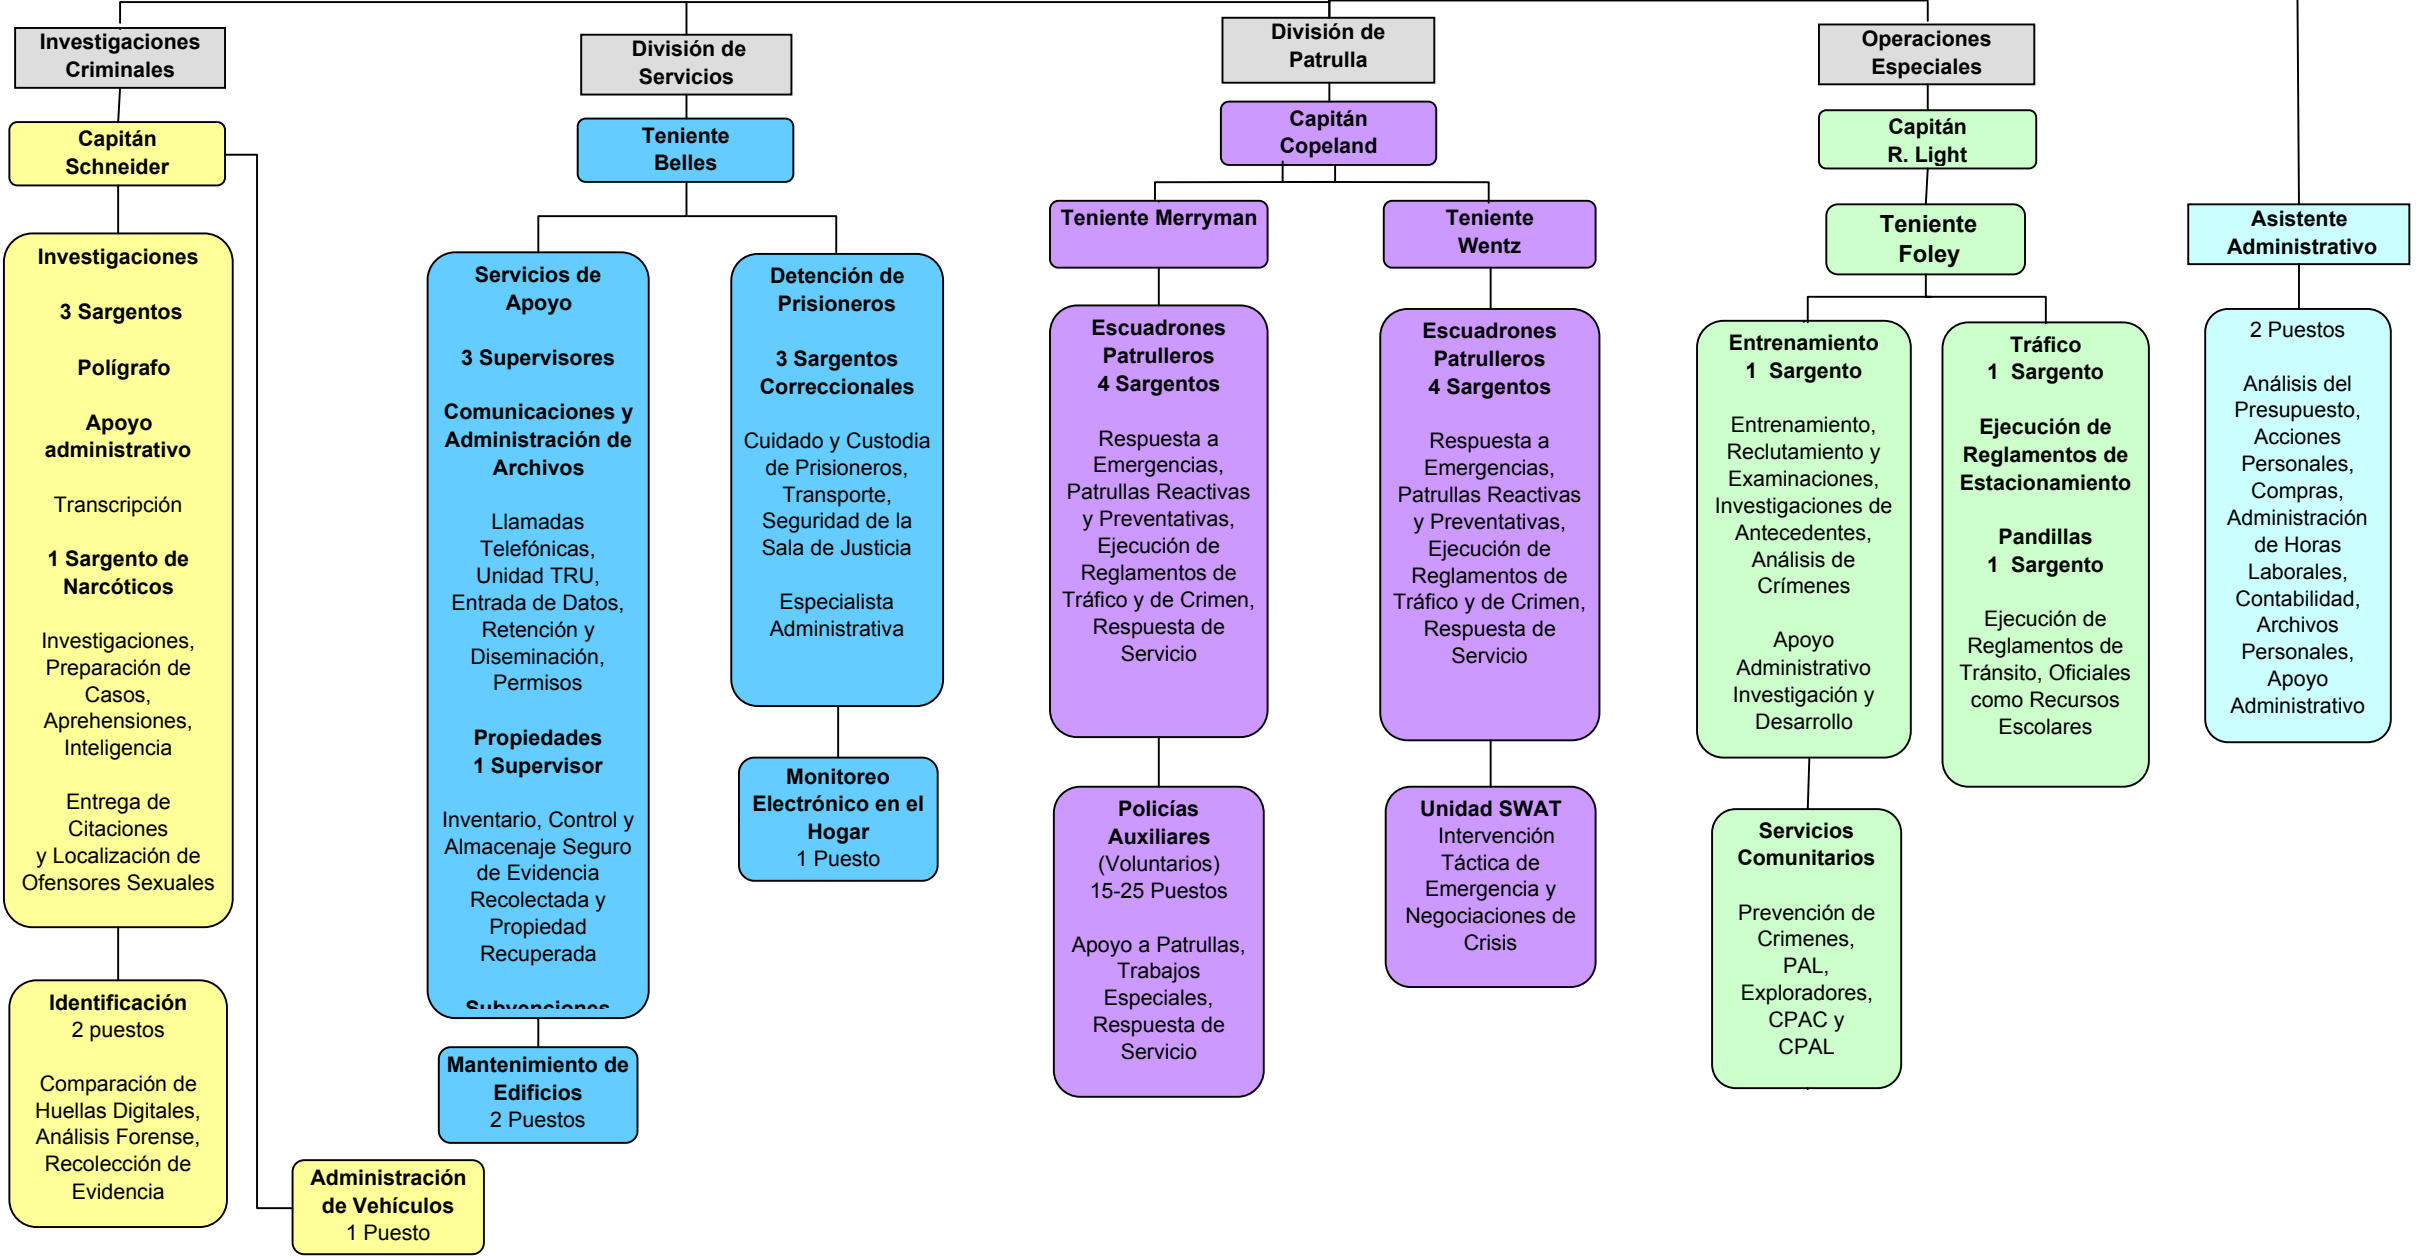 Investigaciones
Criminales
Capitán
Schneider
Investigaciones
3 Sargentos
Polígrafo
Apoyo
administrativo
Transcripción
1 Sargento de
Narcóticos
Investigaciones,
Preparación de
Casos,
Aprehensiones,
Inteligencia
Entrega de
Citaciones
y Localización de
Ofensores Sexuales
Identificación
2 puestos
Comparación de
Huellas Digitales,
Análisis Forense,
Recolección de
Evidencia
Administración
de Vehículos
1 Puesto
División de
Servicios
Teniente
Belles
Servicios de
Apoyo
3 Supervisores
Comunicaciones y
Administración de
Archivos
Llamadas
Telefónicas,
Unidad TRU,
Entrada de Datos,
Retención y
Diseminación,
Permisos
Propiedades
1 Supervisor
Inventario, Control y
Almacenaje Seguro
de Evidencia
Recolectada y
Propiedad
Recuperada
Subvenciones
Mantenimiento de
Edificios
2 Puestos
Detención de
Prisioneros
3 Sargentos
Correccionales
Cuidado y Custodia
de Prisioneros,
Transporte,
Seguridad de la
Sala de Justicia
Especialista
Administrativa
Monitoreo
Electrónico en el
Hogar
1 Puesto
División de
Patrulla
Capitán
Copeland
Teniente Merryman
Escuadrones
Patrulleros
4 Sargentos
Respuesta a
Emergencias,
Patrullas Reactivas
y Preventativas,
Ejecución de
Reglamentos de
Tráfico y de Crimen,
Respuesta de
Servicio
Policías
Auxiliares
(Voluntarios)
15-25 Puestos
Apoyo a Patrullas,
Trabajos
Especiales,
Respuesta de
Servicio
Teniente
Wentz
Escuadrones
Patrulleros
4 Sargentos
Respuesta a
Emergencias,
Patrullas Reactivas
y Preventativas,
Ejecución de
Reglamentos de
Tráfico y de Crimen,
Respuesta de
Servicio
Unidad SWAT
Intervención
Táctica de
Emergencia y
Negociaciones de
Crisis
Operaciones
Especiales
Capitán
R. Light
Teniente
Foley
Entrenamiento
1 Sargento
Entrenamiento,
Reclutamiento y
Examinaciones,
Investigaciones de
Antecedentes,
Análisis de
Crímenes
Apoyo
Administrativo
Investigación y
Desarrollo
Servicios
Comunitarios
Prevención de
Crimenes,
PAL,
Exploradores,
CPAC y
CPAL
Tráfico
1 Sargento
Ejecución de
Reglamentos de
Estacionamiento
Pandillas
1 Sargento
Ejecución de
Reglamentos de
Tránsito, Oficiales
como Recursos
Escolares
Asistente
Administrativo
2 Puestos
Análisis del
Presupuesto,
Acciones
Personales,
Compras,
Administración
de Horas
Laborales,
Contabilidad,
Archivos
Personales,
Apoyo
Administrativo